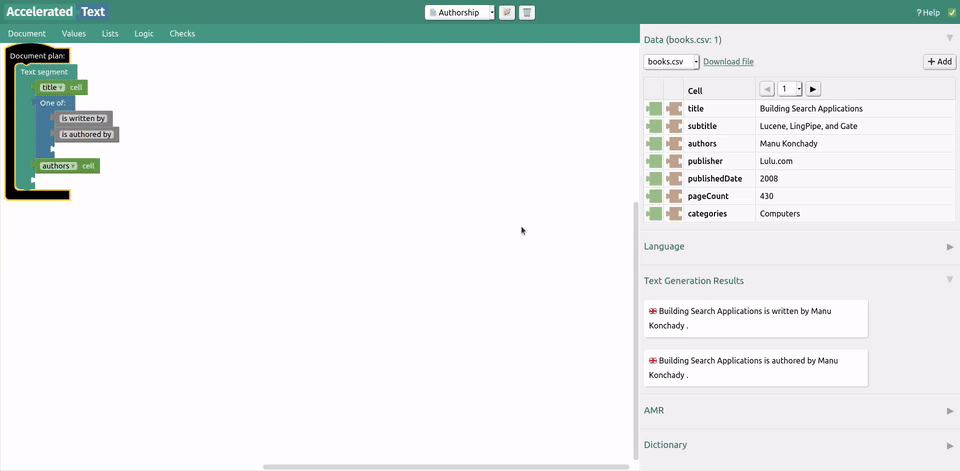 Accelerated Text
Authorship
? Help
Document Values Lists Logic Checks
Document plan:
Text segment
title cell
One of:
is written by
is authored by
authors cell
Data (books.csv: 1)
books.csv Download file + Add
Cell 1
title Building Search Applications
subtitle Lucene, LingPipe, and Gate
authors Manu Konchady
publisher Lulu.com
publishedDate 2008
pageCount 430
categories Computers
Language
Text Generation Results
Building Search Applications is written by Manu
Konchady .
Building Search Applications is authored by Manu
Konchady .
AMR
Dictionary